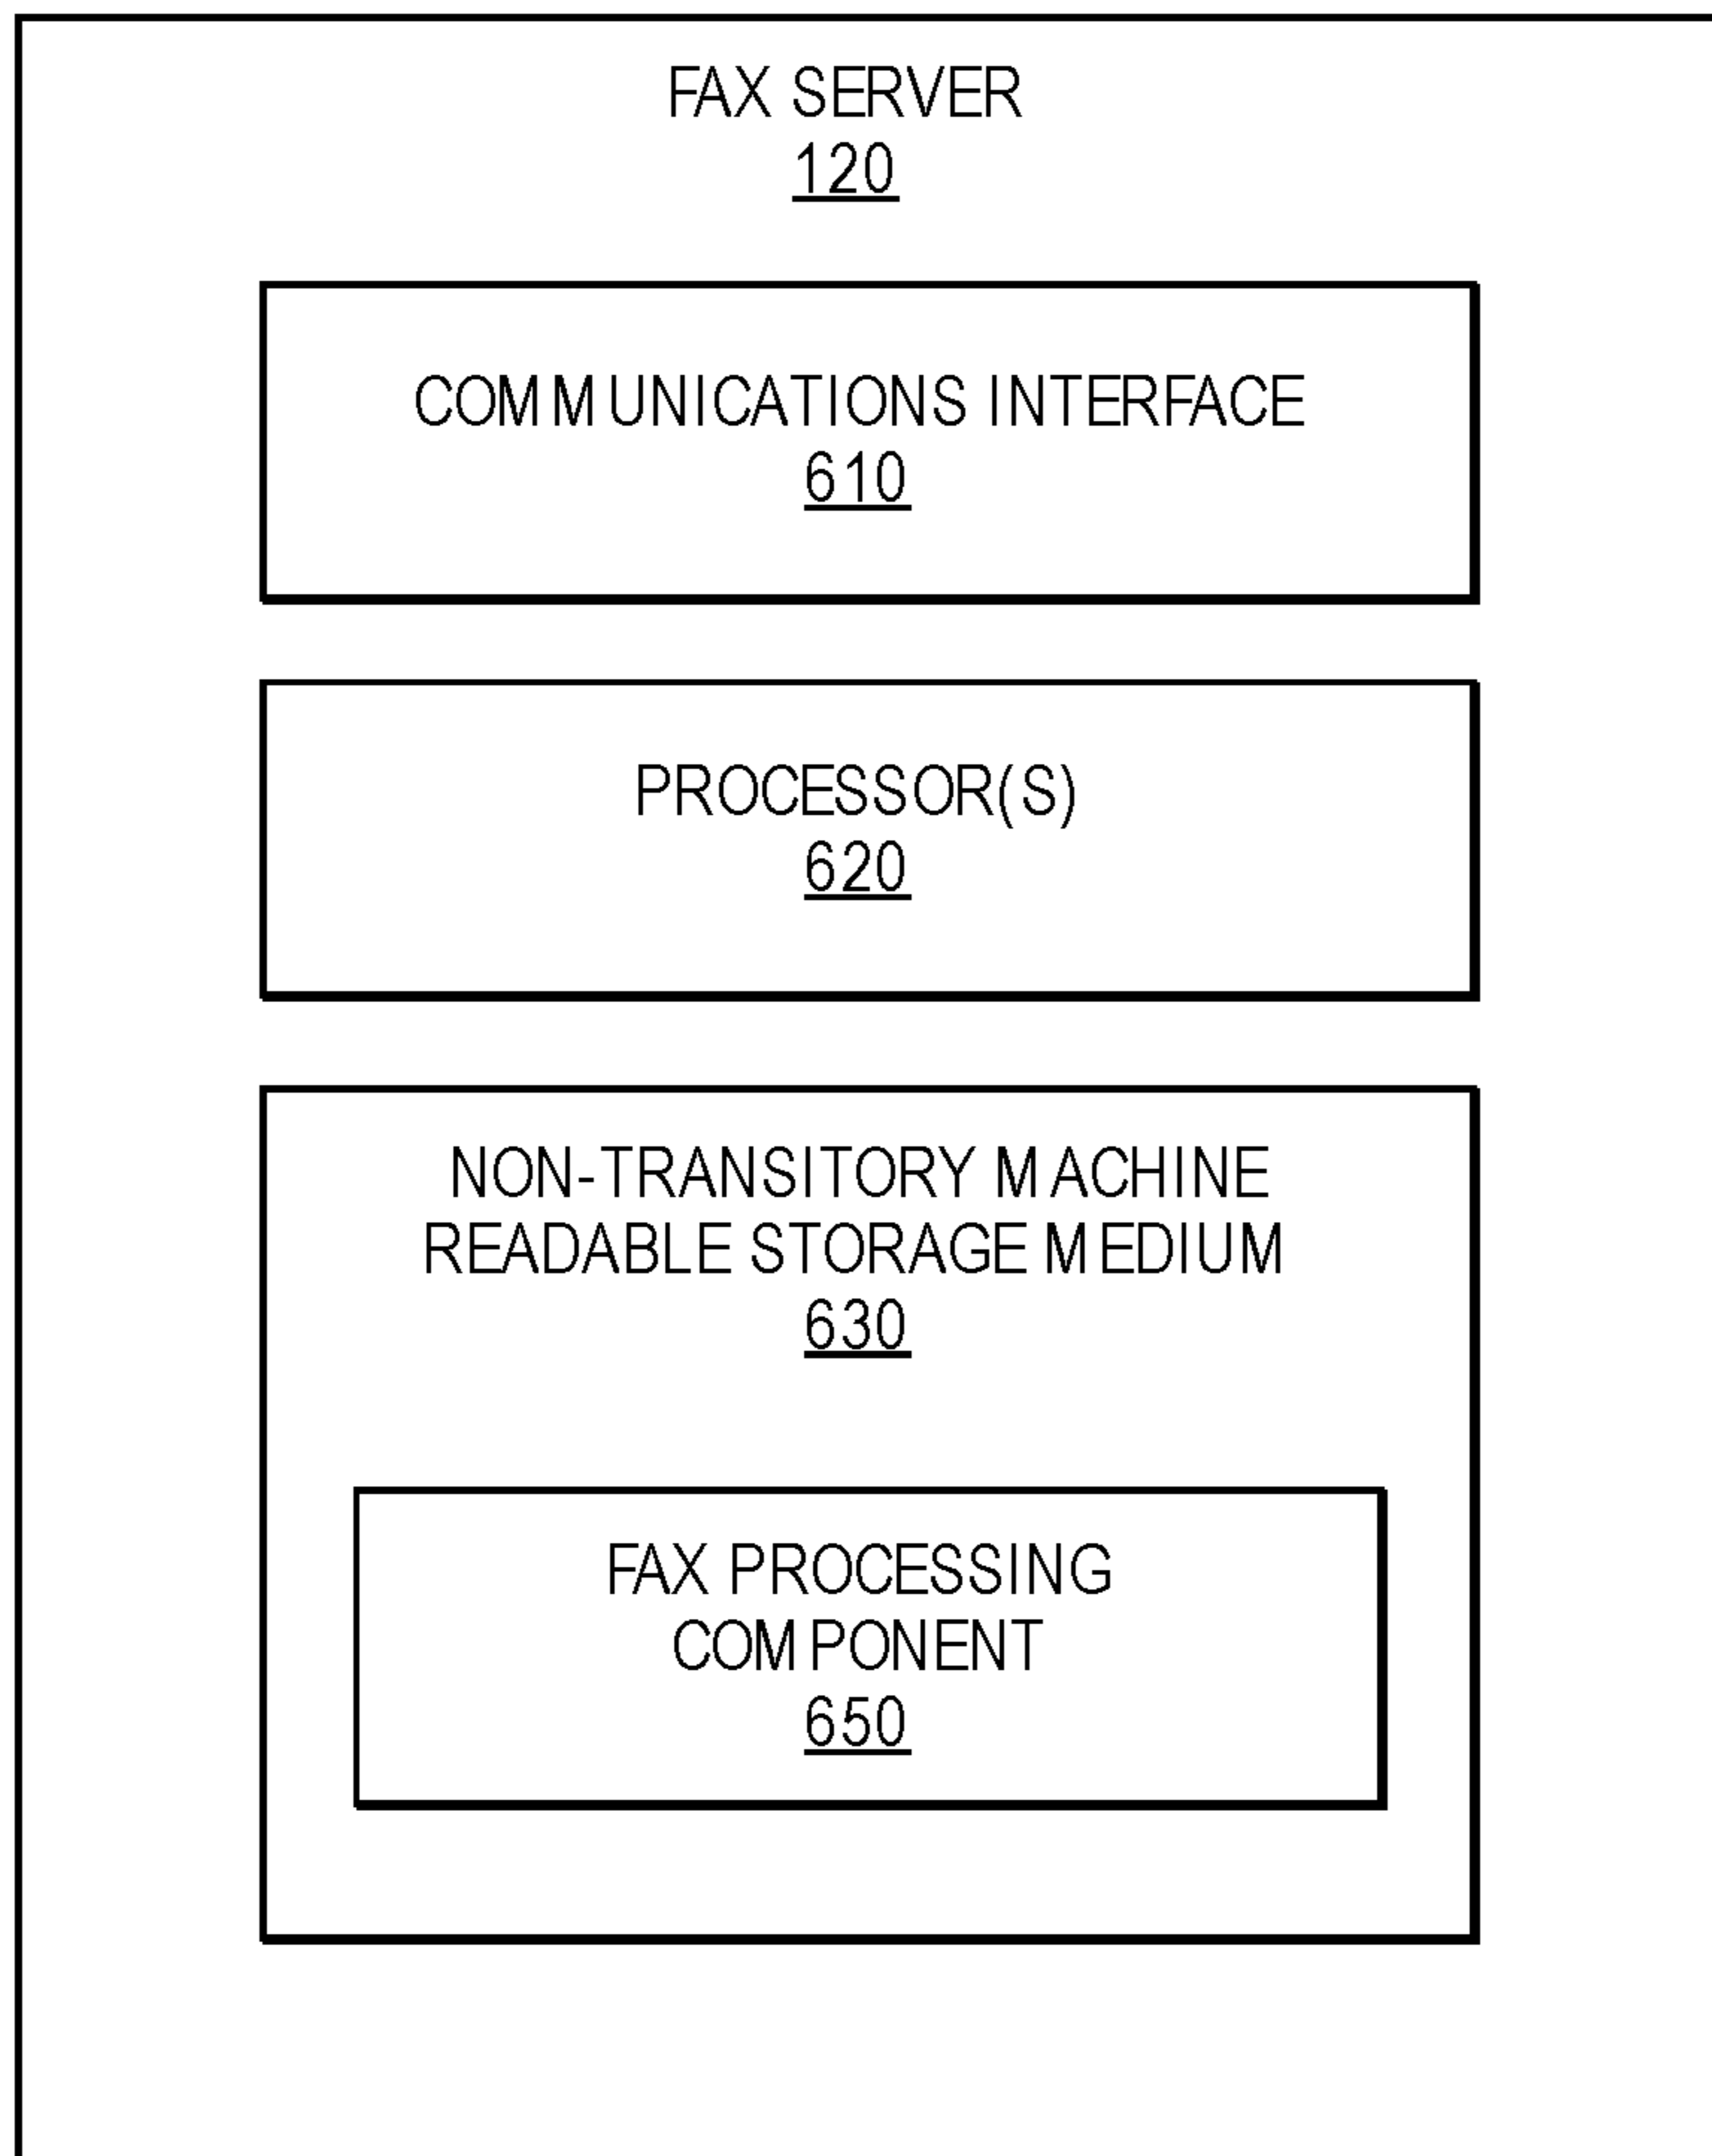 FAX SERVER
120
COMMUNICATIONS INTERFACE
610
PROCESSOR(S)
620
NON-TRANSITORY MACHINE
READABLE STORAGE MEDIUM
630
FAX PROCESSING
COMPONENT
650